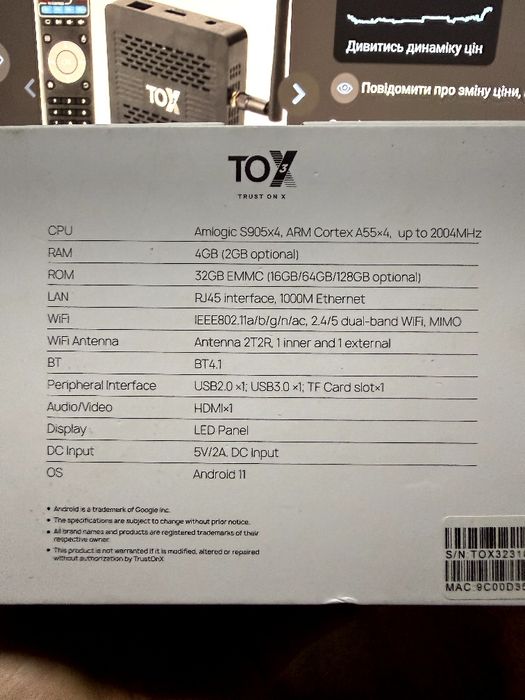 Дивитись динаміку цін
TOX
Повідомити про зміну ціни,
TOX3
TRUST ON X
CPU Amlogic S905x4, ARM Cortex A55×4, up to 2004MHz
RAM 4GB (2GB optional)
ROM 32GB EMMC (16GB/64GB/128GB optional)
LAN RJ45 interface, 1000M Ethernet
WiFi IEEE802.11a/b/g/n/ac, 2.4/5 dual-band WiFi, MIMO
WiFi Antenna Antenna 2T2R, 1 inner and 1 external
BT BT4.1
Peripheral Interface USB2.0 ×1; USB3.0 ×1; TF Card slot×1
Audio/Video HDMI×1
Display LED Panel
DC Input 5V/2A. DC Input
OS Android 11
• Android is a trademerk of Google Inc.
• The specifications are subject to change without prior notice.
• All brand names and products are registered trademarks of their
respective owner.
• This product is not warranted if it is modified, altered or repaired
without authorization by TrustOnX
S/N:TOX3231
MAC:9C00D35